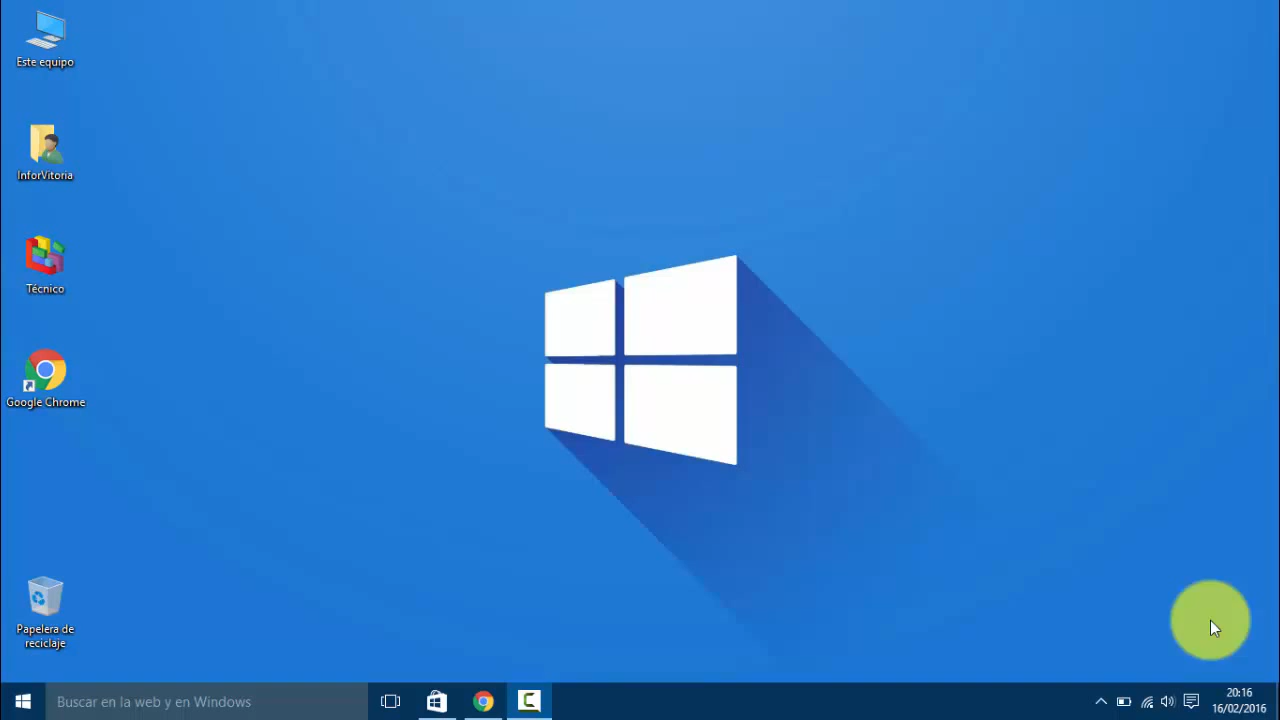 Este equipo
InforVitoria
Técnico
Google Chrome
Papelera de
reciclaje
Buscar en la web y en Windows
20:16
16/02/2016